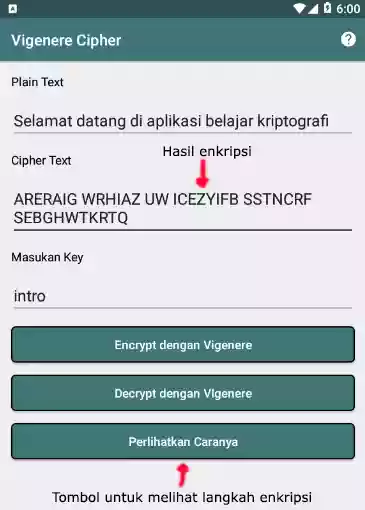 6:00
Vigenere Cipher
Plain Text
Selamat datang di aplikasi belajar kriptografi
Cipher Text
Hasil enkripsi
ARERAIG WRHIAZ UW ICEZYIFB SSTNCRF
SEBGHWTKRTQ
Masukan Key
intro
Encrypt dengan Vigenere
Decrypt dengan VIgenere
Perlihatkan Caranya
Tombol untuk melihat langkah enkripsi